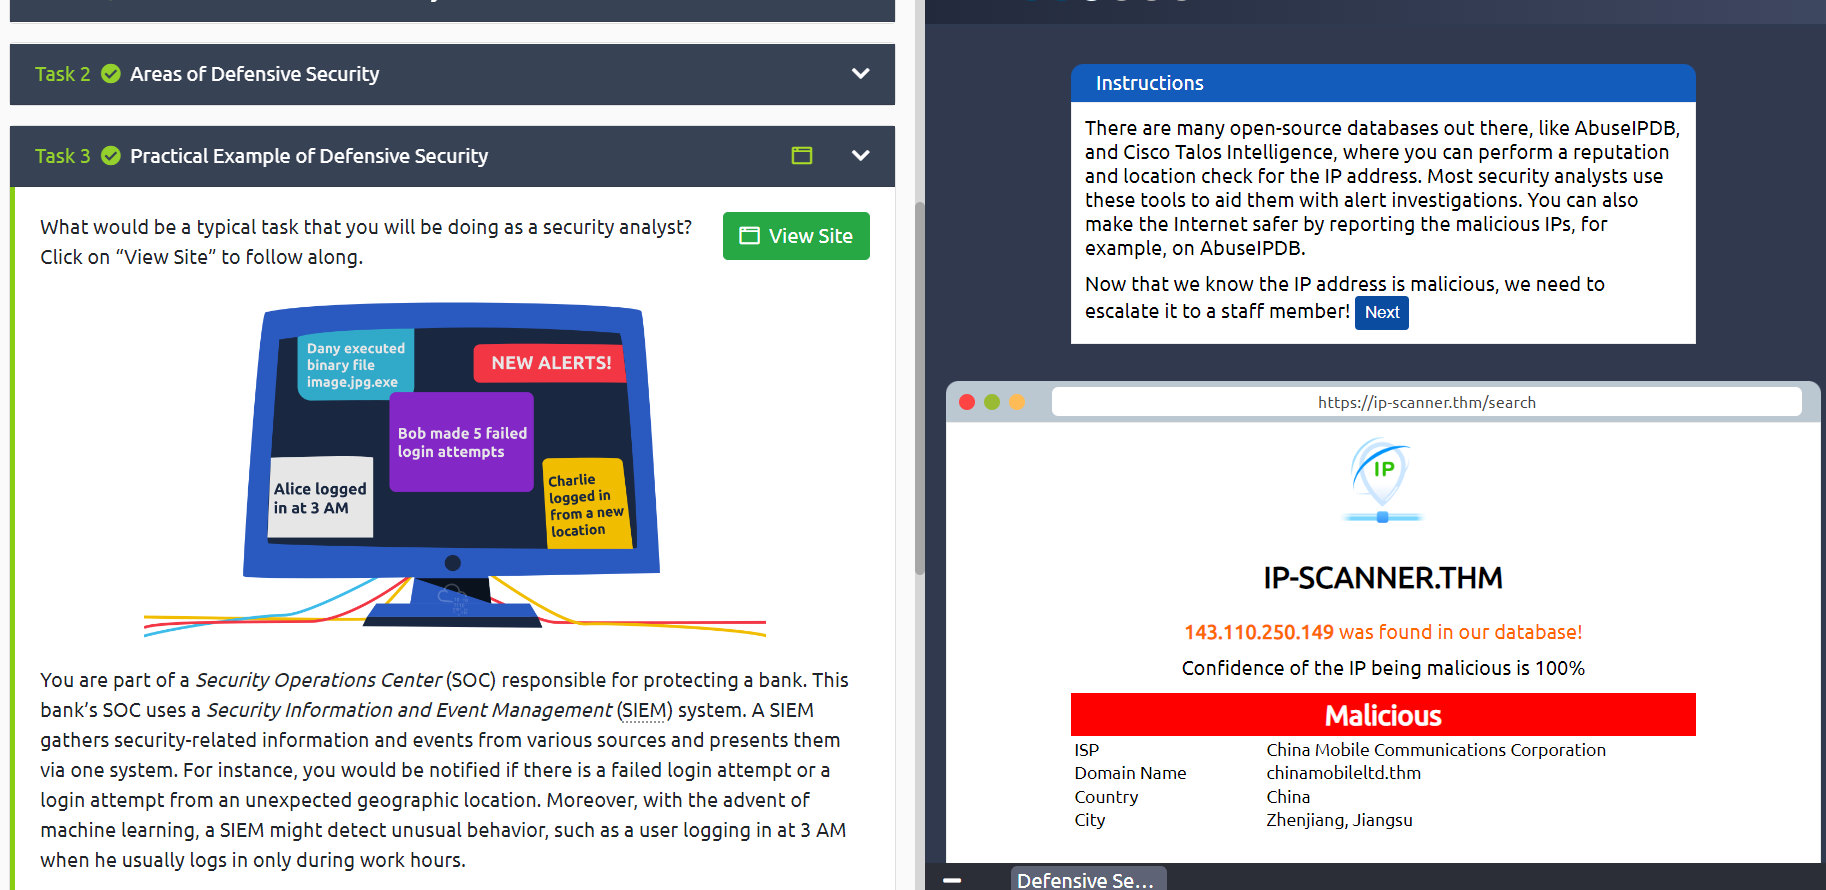 Task 2 Areas of Defensive Security
Task 3 Practical Example of Defensive Security
What would be a typical task that you will be doing as a security analyst?
Click on “View Site” to follow along.
View Site
Dany executed
binary file
image.jpg.exe
NEW ALERTS!
Bob made 5 failed
login attempts
Alice logged
in at 3 AM
Charlie
logged in
from a new
location
You are part of a Security Operations Center (SOC) responsible for protecting a bank. This
bank’s SOC uses a Security Information and Event Management (SIEM) system. A SIEM
gathers security-related information and events from various sources and presents them
via one system. For instance, you would be notified if there is a failed login attempt or a
login attempt from an unexpected geographic location. Moreover, with the advent of
machine learning, a SIEM might detect unusual behavior, such as a user logging in at 3 AM
when he usually logs in only during work hours.
Instructions
There are many open-source databases out there, like AbuseIPDB,
and Cisco Talos Intelligence, where you can perform a reputation
and location check for the IP address. Most security analysts use
these tools to aid them with alert investigations. You can also
make the Internet safer by reporting the malicious IPs, for
example, on AbuseIPDB.
Now that we know the IP address is malicious, we need to
escalate it to a staff member! Next
https://ip-scanner.thm/search
IP
IP-SCANNER.THM
143.110.250.149 was found in our database!
Confidence of the IP being malicious is 100%
Malicious
ISP China Mobile Communications Corporation
Domain Name chinamobileltd.thm
Country China
City Zhenjiang, Jiangsu
Defensive Se...